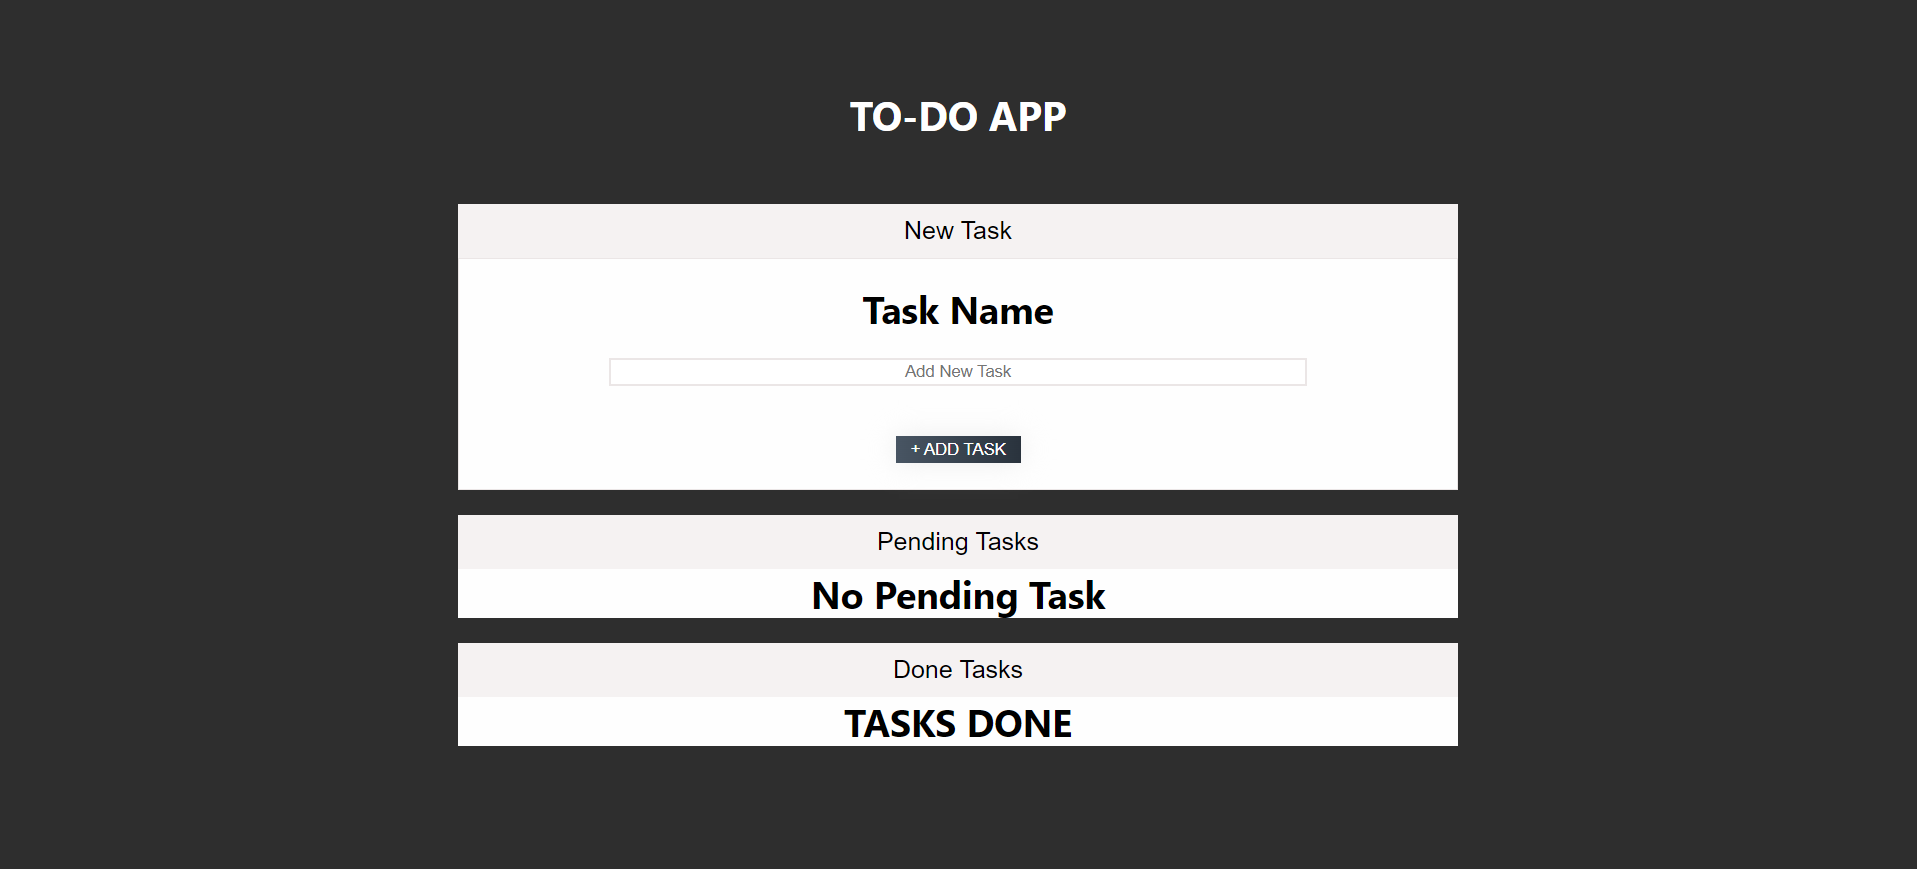 TO-DO APP
New Task
Task Name
Add New Task
+ ADD TASK
Pending Tasks
No Pending Task
Done Tasks
TASKS DONE